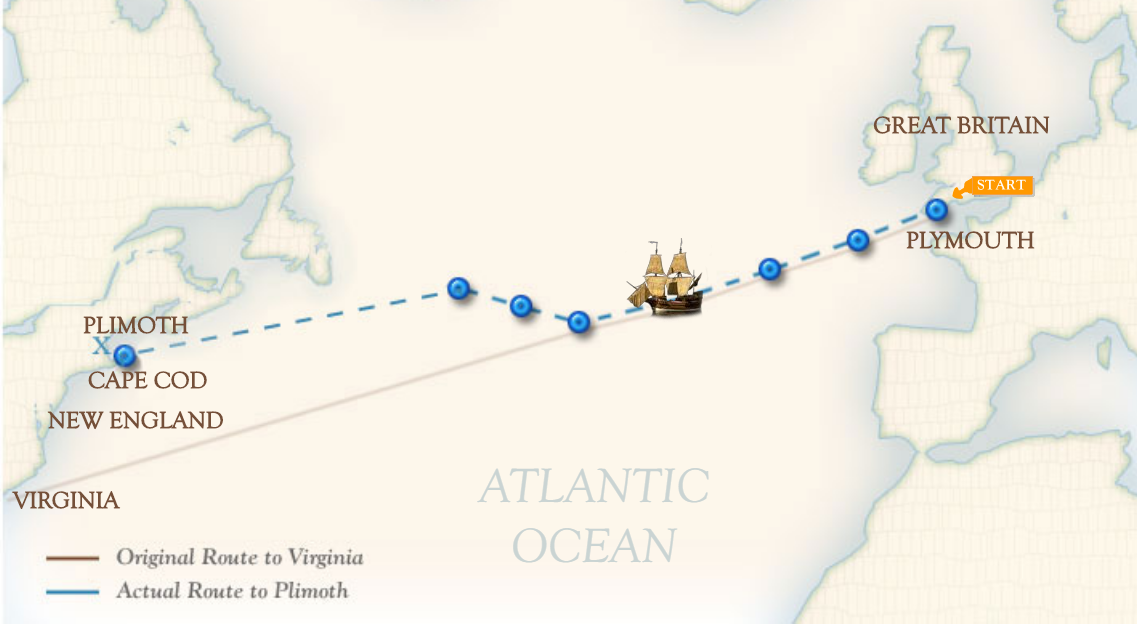 GREAT BRITAIN
START
PLYMOUTH
PLIMOTH
X
CAPE COD
NEW ENGLAND
VIRGINIA
ATLANTIC
OCEAN
Original Route to Virginia
Actual Route to Plimoth